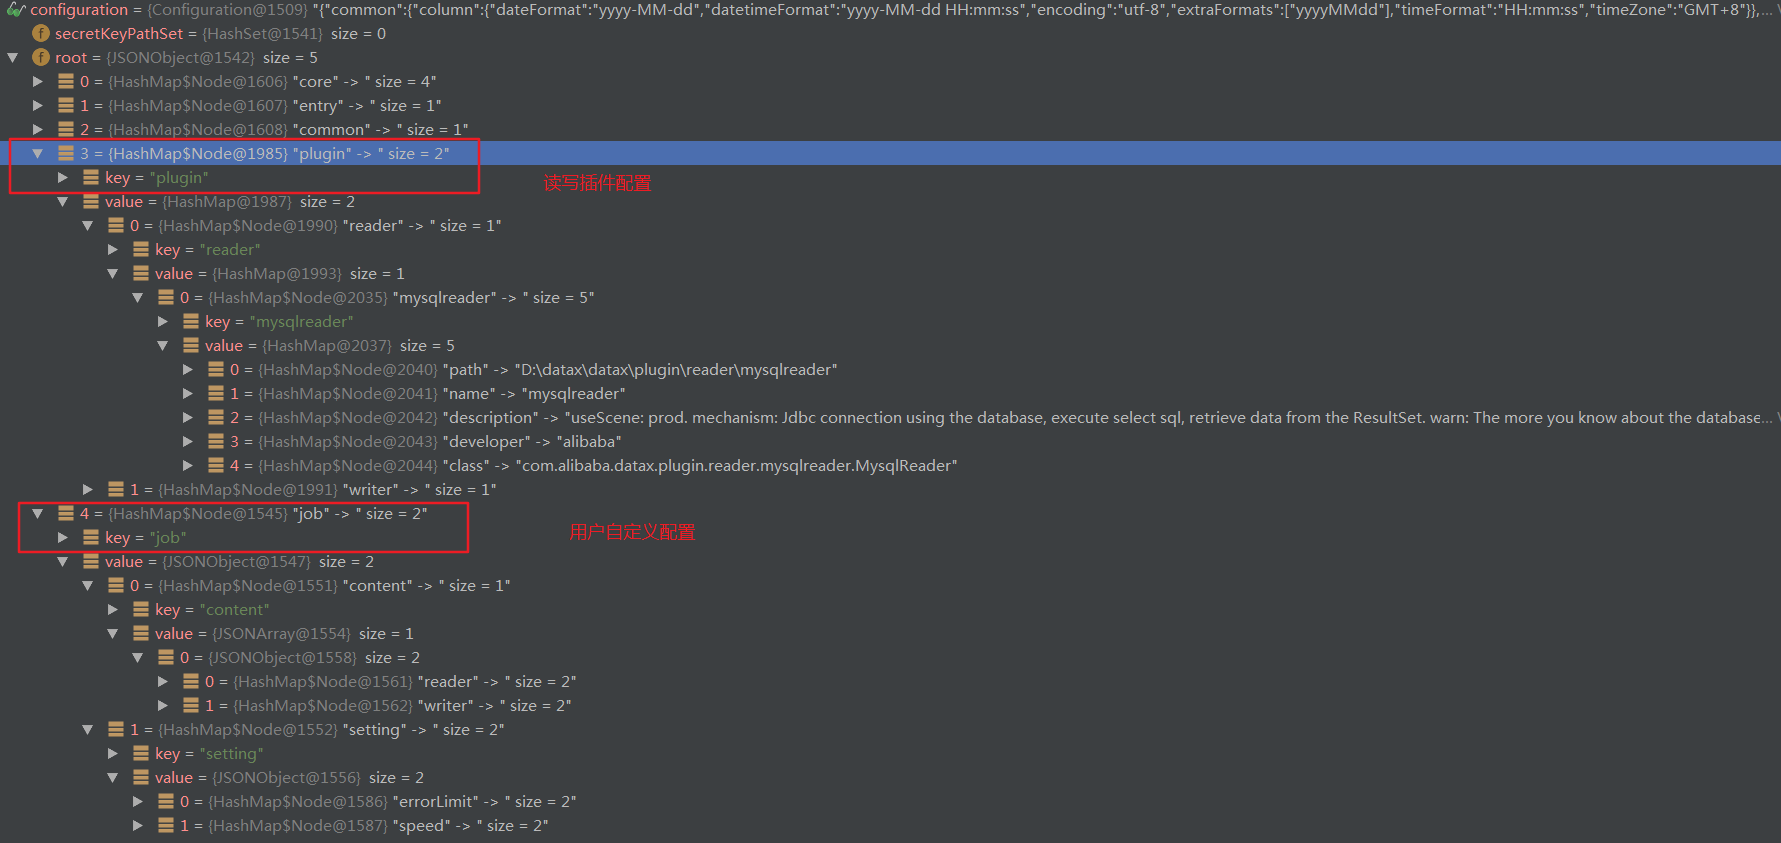 configuration = {Configuration@1509} "{"common":{"column":{"dateFormat":"yyyy-MM-dd","datetimeFormat":"yyyy-MM-dd HH:mm:ss","encoding":"utf-8","extraFormats":["yyyyMMdd"],"timeFormat":"HH:mm:ss","timeZone":"GMT+8"}},... V
f secretKeyPathSet = {HashSet@1541} size = 0
f root = {JSONObject@1542} size = 5
0 = {HashMap$Node@1606} "core" -> " size = 4"
1 = {HashMap$Node@1607} "entry" -> " size = 1"
2 = {HashMap$Node@1608} "common" -> " size = 1"
3 = {HashMap$Node@1985} "plugin" -> " size = 2"
key = "plugin"
读写插件配置
value = {HashMap@1987} size = 2
0 = {HashMap$Node@1990} "reader" -> " size = 1"
key = "reader"
value = {HashMap@1993} size = 1
0 = {HashMap$Node@2035} "mysqlreader" -> " size = 5"
key = "mysqlreader"
value = {HashMap@2037} size = 5
0 = {HashMap$Node@2040} "path" -> "D:\datax\datax\plugin\reader\mysqlreader"
1 = {HashMap$Node@2041} "name" -> "mysqlreader"
2 = {HashMap$Node@2042} "description" -> "useScene: prod. mechanism: Jdbc connection using the database, execute select sql, retrieve data from the ResultSet. warn: The more you know about the database... V
3 = {HashMap$Node@2043} "developer" -> "alibaba"
4 = {HashMap$Node@2044} "class" -> "com.alibaba.datax.plugin.reader.mysqlreader.MysqlReader"
1 = {HashMap$Node@1991} "writer" -> " size = 1"
4 = {HashMap$Node@1545} "job" -> " size = 2"
用户自定义配置
key = "job"
value = {JSONObject@1547} size = 2
0 = {HashMap$Node@1551} "content" -> " size = 1"
key = "content"
value = {JSONArray@1554} size = 1
0 = {JSONObject@1558} size = 2
0 = {HashMap$Node@1561} "reader" -> " size = 2"
1 = {HashMap$Node@1562} "writer" -> " size = 2"
1 = {HashMap$Node@1552} "setting" -> " size = 2"
key = "setting"
value = {JSONObject@1556} size = 2
0 = {HashMap$Node@1586} "errorLimit" -> " size = 2"
1 = {HashMap$Node@1587} "speed" -> " size = 2"